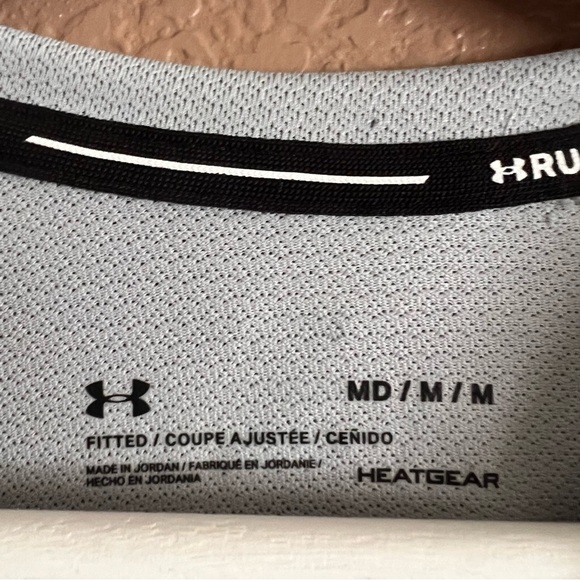 RU
MD / M / M
FITTED / COUPE AJUSTÉE / CEÑIDO
MADE IN JORDAN / FABRIQUÉ EN JORDANIE /
HECHO EN JORDANIA
HEATGEAR